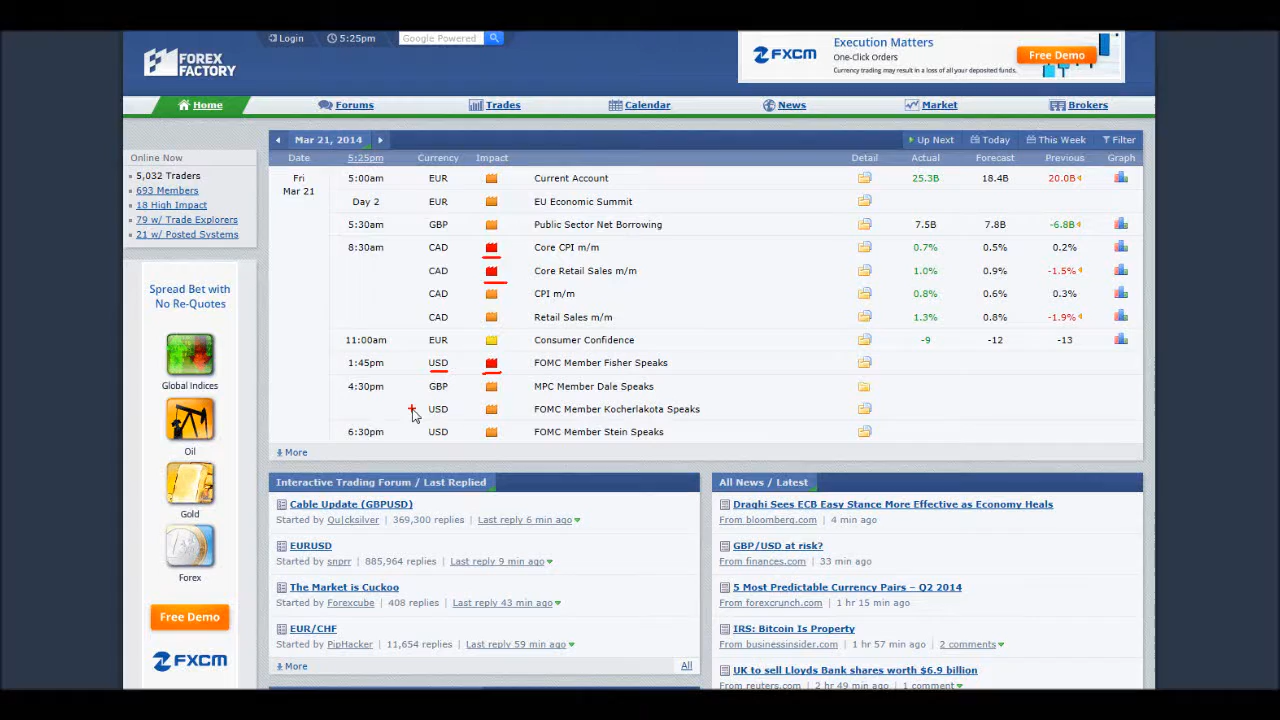 Login
5:25pm
Google Powered
FOREX FACTORY
FXCM
Execution Matters
One-Click Orders
Currency trading may result in a loss of all your deposited funds.
Free Demo
Home
Forums
Trades
Calendar
News
Market
Brokers
Online Now
5,032 Traders
693 Members
18 High Impact
79 w/ Trade Explorers
21 w/ Posted Systems
Spread Bet with
No Re-Quotes
Global Indices
Oil
Gold
Forex
Free Demo
FXCM
Mar 21, 2014 Up Next Today This Week Filter
Date 5:25pm Currency Impact Detail Actual Forecast Previous Graph
Fri Mar 21 5:00am EUR Current Account 25.3B 18.4B 20.0B
Day 2 EUR EU Economic Summit
5:30am GBP Public Sector Net Borrowing 7.5B 7.8B -6.8B
8:30am CAD Core CPI m/m 0.7% 0.5% 0.2%
CAD Core Retail Sales m/m 1.0% 0.9% -1.5%
CAD CPI m/m 0.8% 0.6% 0.3%
CAD Retail Sales m/m 1.3% 0.8% -1.9%
11:00am EUR Consumer Confidence -9 -12 -13
1:45pm USD FOMC Member Fisher Speaks
4:30pm GBP MPC Member Dale Speaks
USD FOMC Member Kocherlakota Speaks
6:30pm USD FOMC Member Stein Speaks
More
Interactive Trading Forum / Last Replied
Cable Update (GBPUSD)
Started by Qu1cksilver | 369,300 replies | Last reply 6 min ago
EURUSD
Started by snprr | 885,964 replies | Last reply 9 min ago
The Market is Cuckoo
Started by Forexcube | 408 replies | Last reply 43 min ago
EUR/CHF
Started by PipHacker | 11,654 replies | Last reply 59 min ago
More
All
All News / Latest
Draghi Sees ECB Easy Stance More Effective as Economy Heals
From bloomberg.com | 4 min ago
GBP/USD at risk?
From finances.com | 33 min ago
5 Most Predictable Currency Pairs – Q2 2014
From forexcrunch.com | 1 hr 15 min ago
IRS: Bitcoin Is Property
From businessinsider.com | 1 hr 57 min ago | 2 comments
UK to sell Lloyds Bank shares worth $6.9 billion
From reuters.com | 2 hr 49 min ago | 1 comment